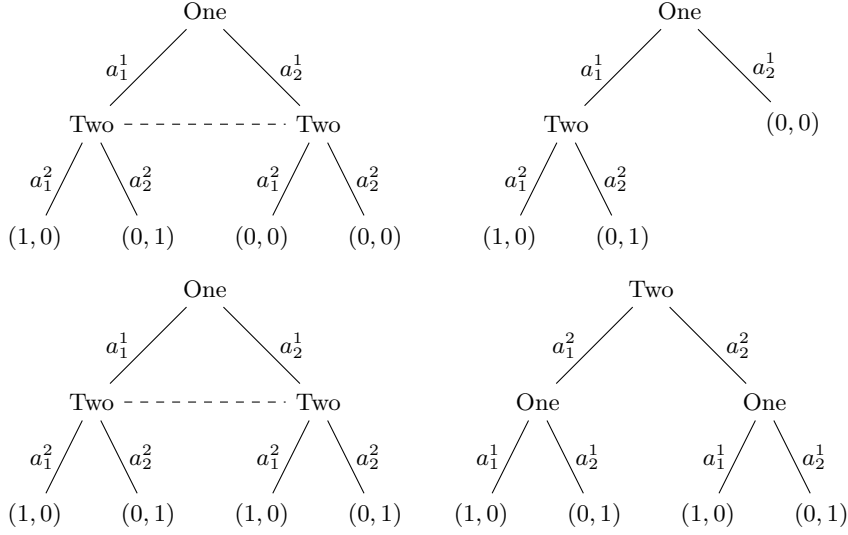 One One
a_1^1 a_2^1 a_1^1 a_2^1
Two Two Two (0, 0)
a_1^2 a_2^2 a_1^2 a_2^2 a_1^2 a_2^2
(1, 0) (0, 1) (0, 0) (0, 0) (1, 0) (0, 1)
One Two
a_1^1 a_2^1 a_1^2 a_2^2
Two Two One One
a_1^2 a_2^2 a_1^2 a_2^2 a_1^1 a_2^1 a_1^1 a_2^1
(1, 0) (0, 1) (1, 0) (0, 1) (1, 0) (0, 1) (1, 0) (0, 1)